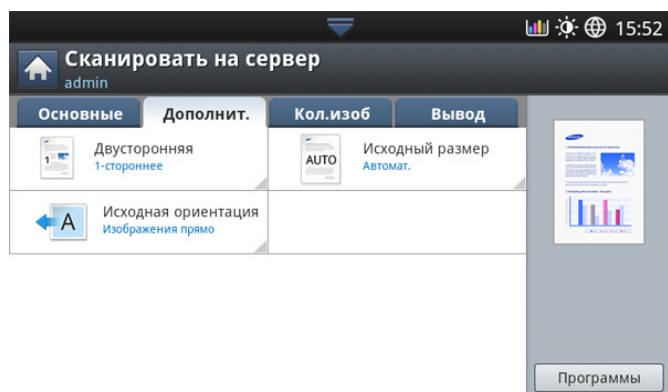 15:52
Сканировать на сервер
admin
Основные
Дополнит.
Кол.изоб
Вывод
Двусторонняя
1-стороннее
AUTO
Исходный размер
Автомат.
A
Исходная ориентация
Изображения прямо
Программы